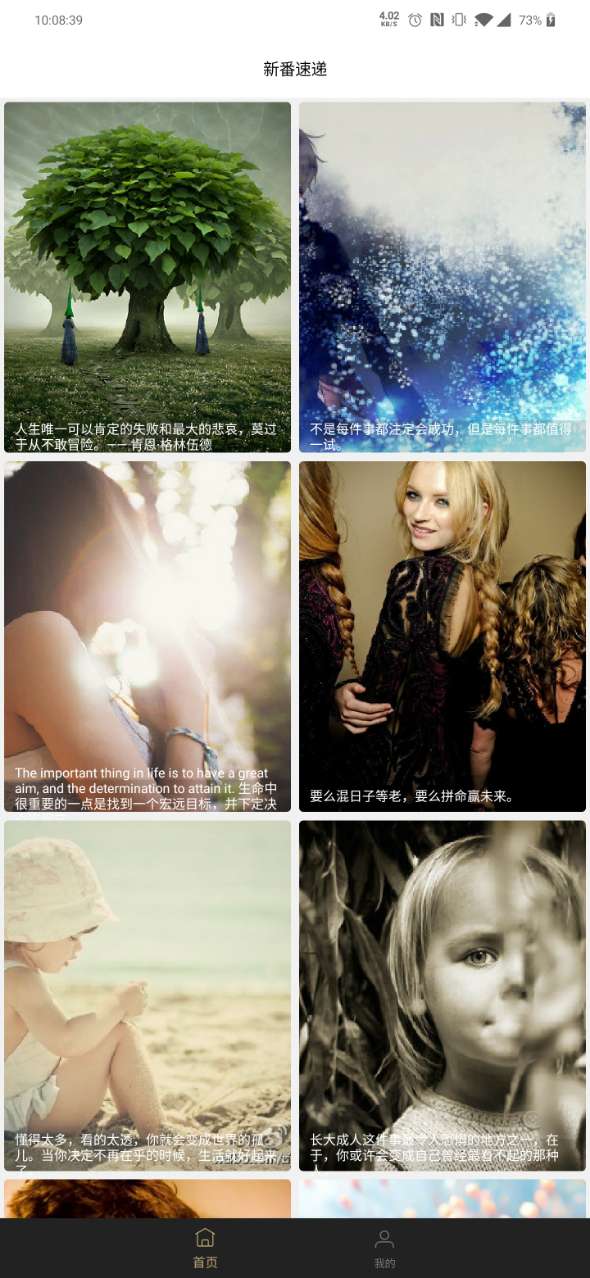 10:08:39
4.02
KB/S
73%
新番速递
人生唯一可以肯定的失败和最大的悲哀，莫过
于从不敢冒险。——肯恩·格林伍德
不是每件事都注定会成功，但是每件事都值得
一试。
The important thing in life is to have a great
aim, and the determination to attain it. 生命中
很重要的一点是找到一个宏远目标，并下定决
要么混日子等老，要么拼命赢未来。
懂得太多，看的太透，你就会变成世界的孤
儿。当你决定不再在乎的时候，生活就好起来
了
长大成人这件事最令人惭愧的地方之一，在
于，你或许会变成自己曾经最看不起的那种
人
首页
我的